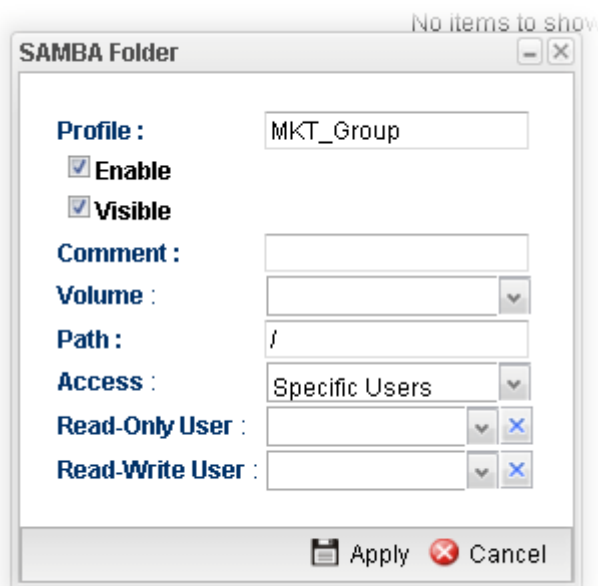 No items to show
SAMBA Folder
Profile : MKT_Group
Enable
Visible
Comment :
Volume :
Path : /
Access : Specific Users
Read-Only User :
Read-Write User :
Apply Cancel